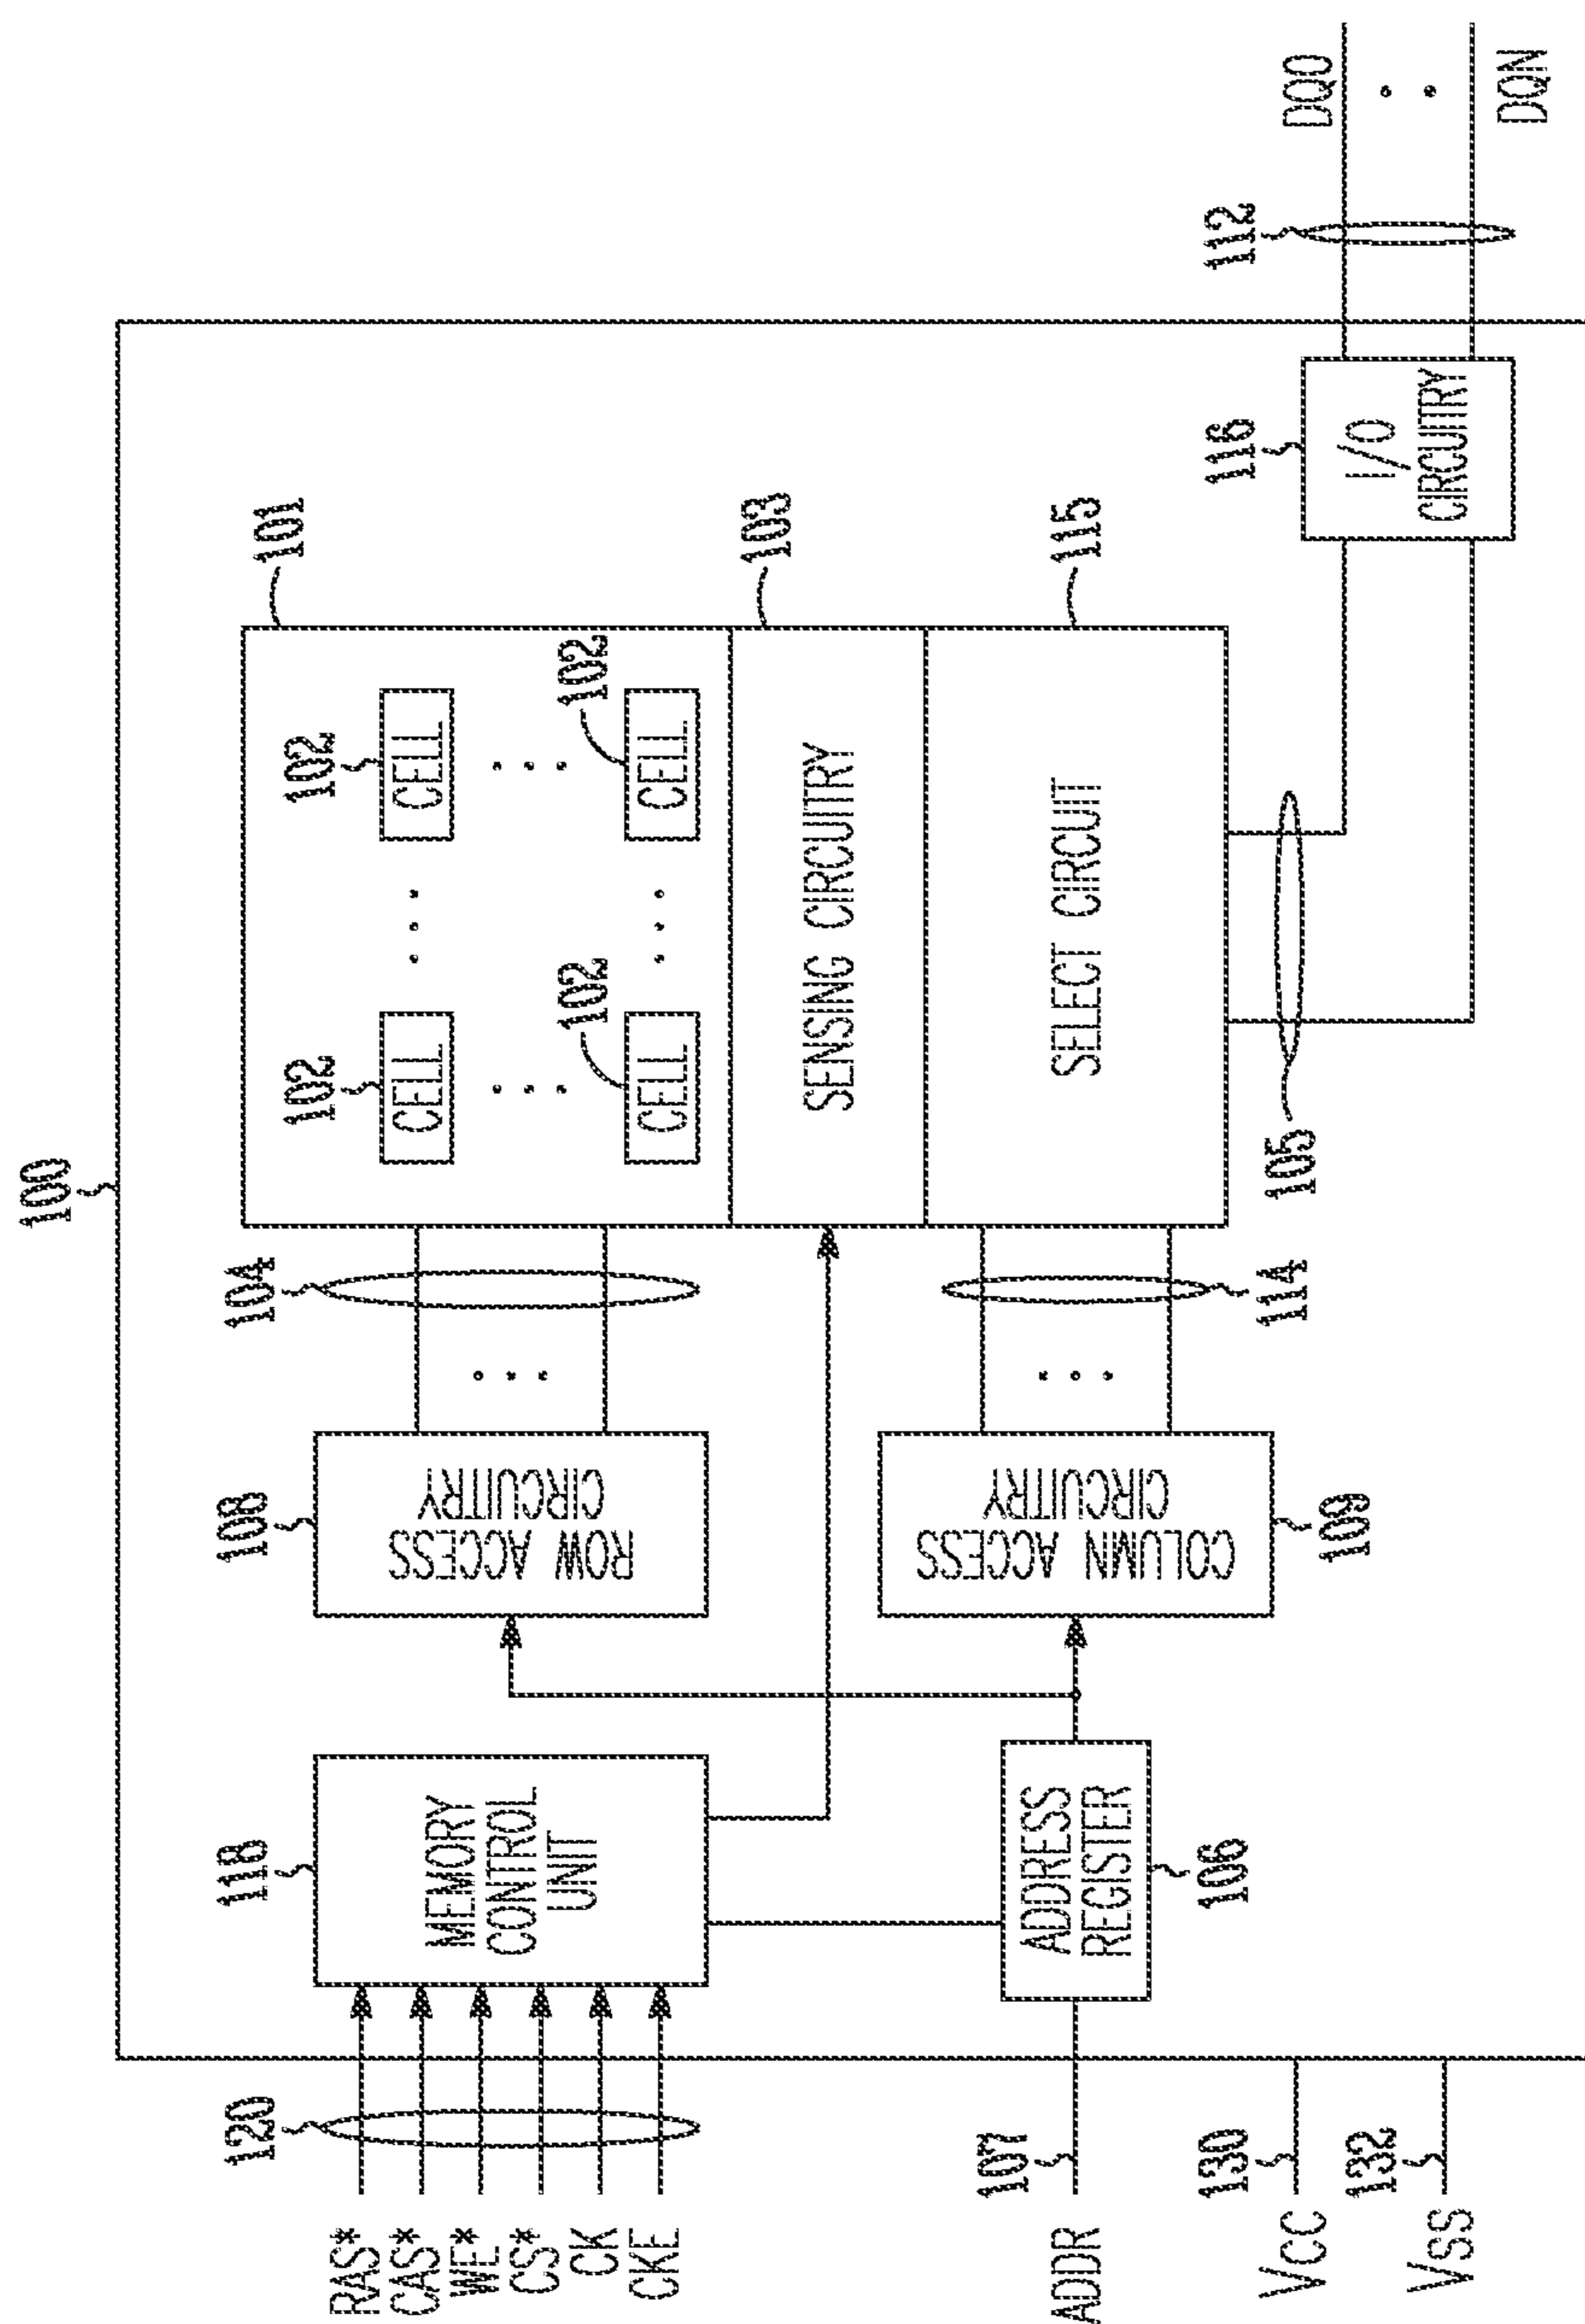 100
101
102
102
CELL
CELL
102
102
CELL
CELL
103
SENSING CIRCUITRY
115
SELECT CIRCUIT
104
108
ROW ACCESS
CIRCUITRY
114
COLUMN ACCESS
CIRCUITRY
109
118
MEMORY
CONTROL
UNIT
120
RAS*
CAS*
WE*
CS*
CK
CKE
ADDRESS
REGISTER
106
107
ADDR
130
VCC
132
VSS
105
116
I/O
CIRCUITRY
112
DQ0
DQN